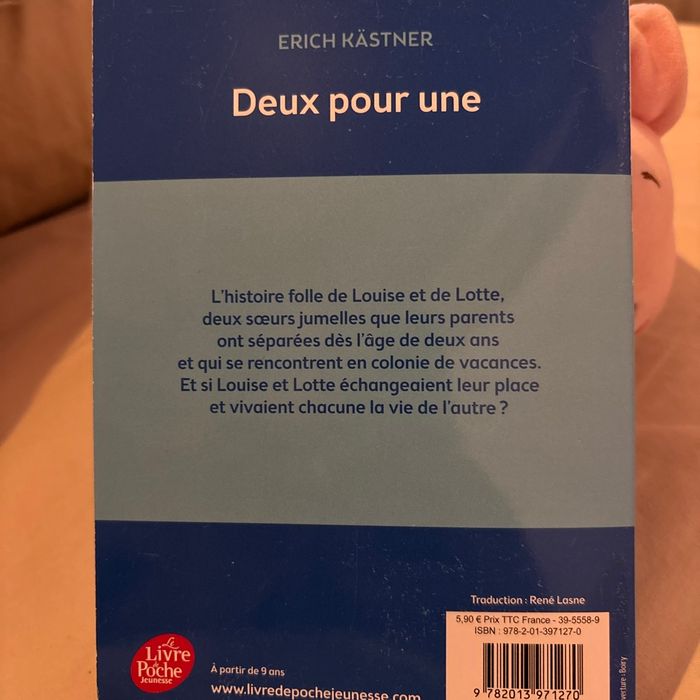 ERICH KÄSTNER
Deux pour une
L'histoire folle de Louise et de Lotte,
deux sœurs jumelles que leurs parents
ont séparées dès l'âge de deux ans
et qui se rencontrent en colonie de vacances.
Et si Louise et Lotte échangeaient leur place
et vivaient chacune la vie de l'autre ?
Traduction : René Lasne
5,90 € Prix TTC France - 39-5558-9
ISBN : 978-2-01-397127-0
9 782013 971270
Le
Livre
de
Poche
JEUNESSE
À partir de 9 ans
www.livredepochejeunesse.com
verture : Boiry